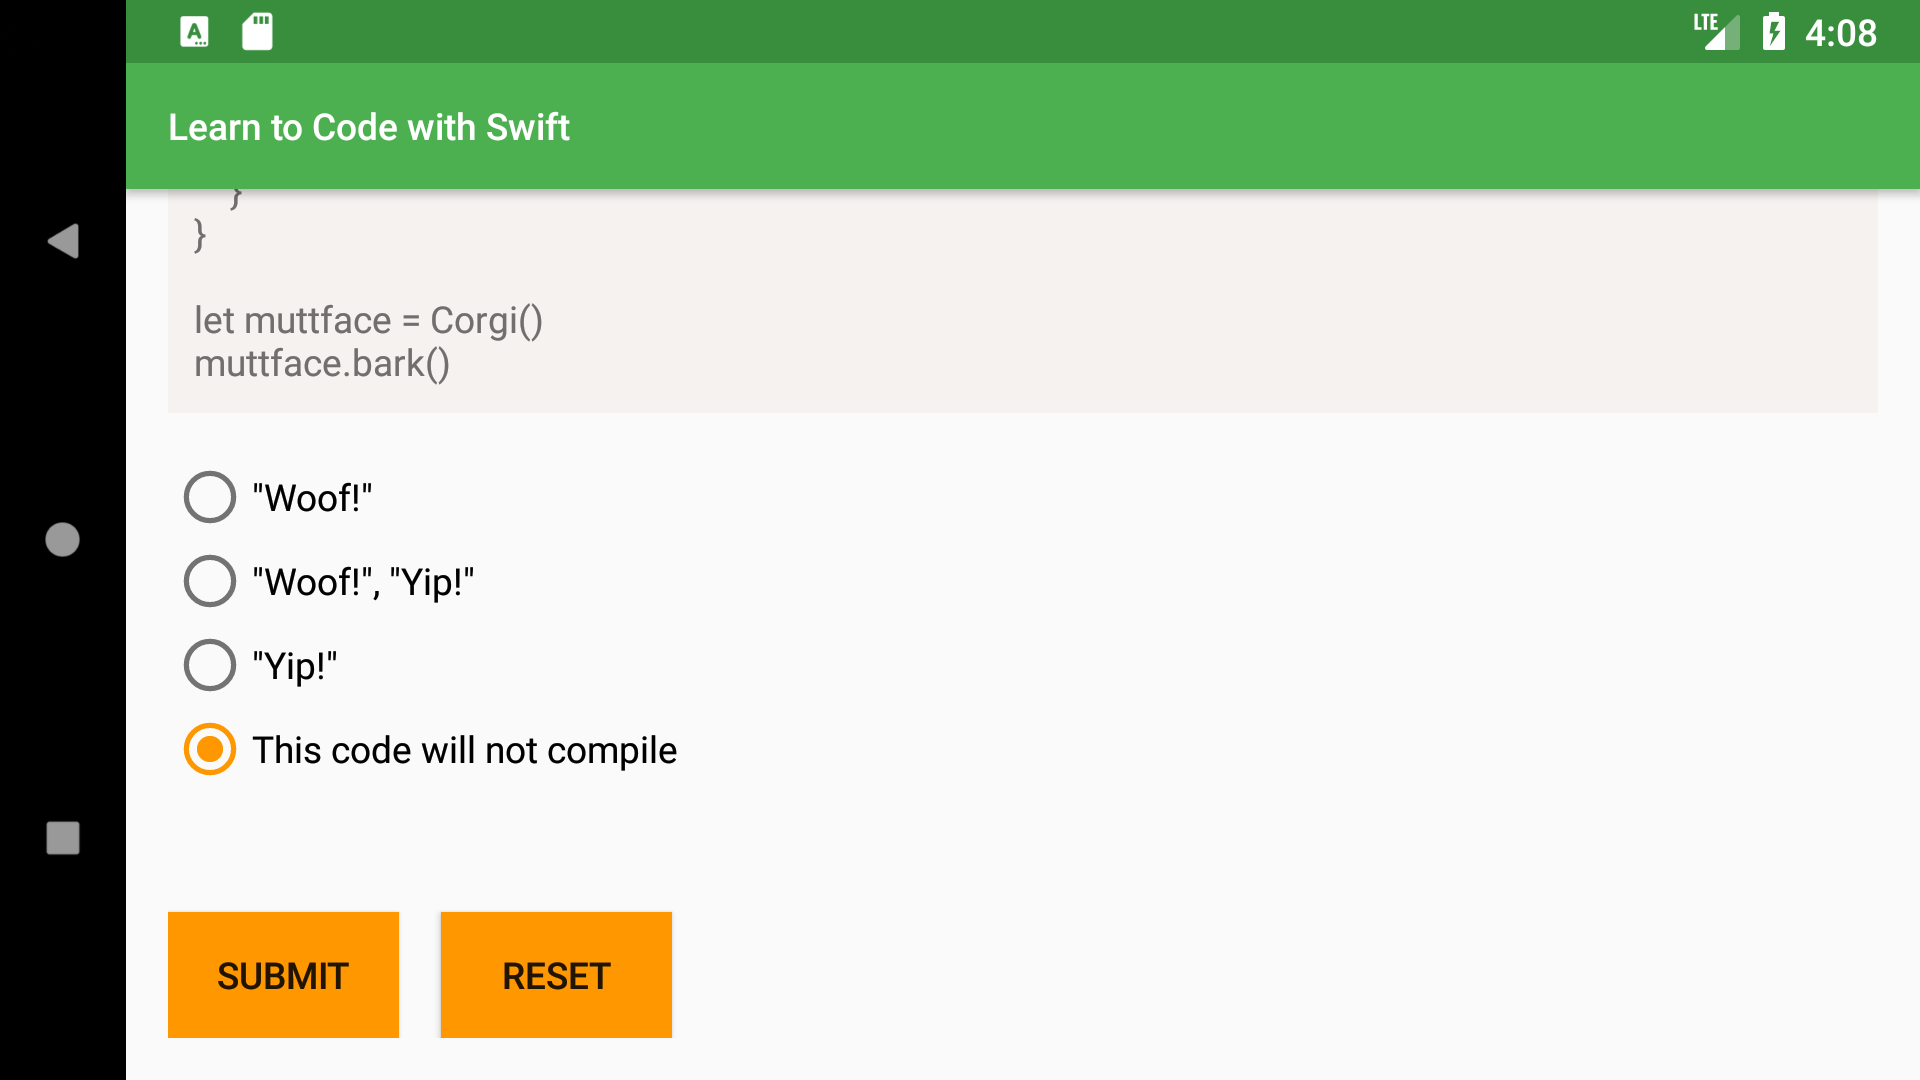 LTE 4:08
Learn to Code with Swift
}
}
let muttface = Corgi()
muttface.bark()
"Woof!"
"Woof!", "Yip!"
"Yip!"
This code will not compile
SUBMIT RESET